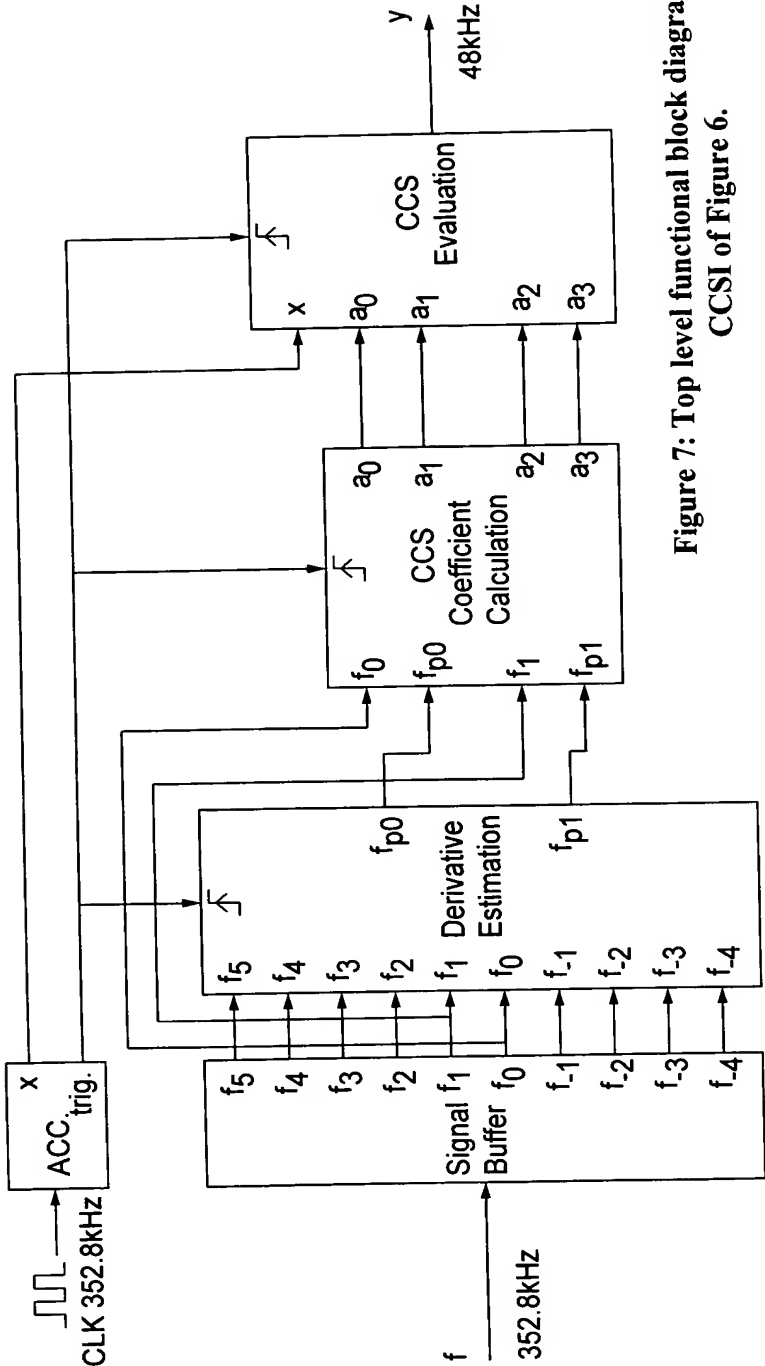 x
ACC.
trig.
CLK 352.8kHz
f
352.8kHz
Signal
Buffer
f5
f4
f3
f2
f1
f0
f-1
f-2
f-3
f-4
f5
f4
f3
f2
f1
f0
f-1
f-2
f-3
f-4
Derivative
Estimation
fp0
fp1
f0
fp0
f1
fp1
CCS
Coefficient
Calculation
a0
a1
a2
a3
x
a0
a1
a2
a3
CCS
Evaluation
y
48kHz
Figure 7: Top level functional block diagra
CCSI of Figure 6.